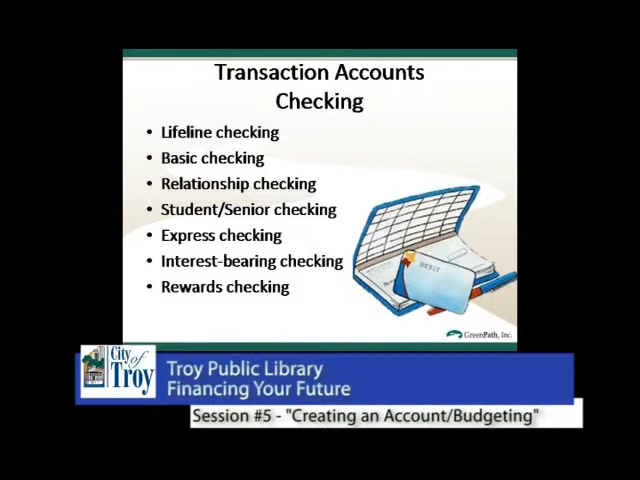 Transaction Accounts
Checking
• Lifeline checking
• Basic checking
• Relationship checking
• Student/Senior checking
• Express checking
• Interest-bearing checking
• Rewards checking
DEBIT
GreenPath, Inc.
City of
Troy
Troy Public Library
Financing Your Future
Session #5 - "Creating an Account/Budgeting"